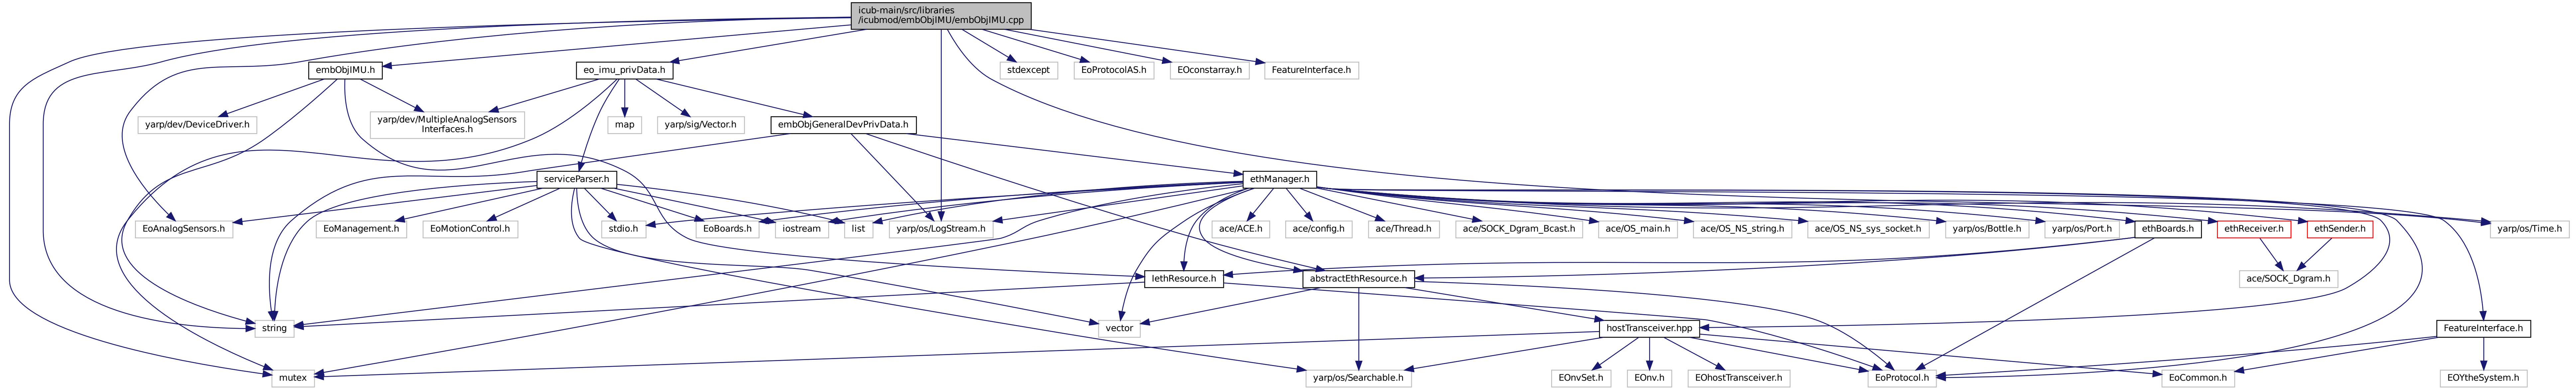 icub-main/src/libraries
/icubmod/embObjIMU/embObjIMU.cpp
embObjIMU.h
eo_imu_privData.h
stdexcept
EoProtocolAS.h
EOconstarray.h
FeatureInterface.h
yarp/dev/DeviceDriver.h
yarp/dev/MultipleAnalogSensors
Interfaces.h
map
yarp/sig/Vector.h
embObjGeneralDevPrivData.h
serviceParser.h
ethManager.h
EoAnalogSensors.h
EoManagement.h
EoMotionControl.h
stdio.h
EoBoards.h
iostream
list
yarp/os/LogStream.h
ace/ACE.h
ace/config.h
ace/Thread.h
ace/SOCK_Dgram_Bcast.h
ace/OS_main.h
ace/OS_NS_string.h
ace/OS_NS_sys_socket.h
yarp/os/Bottle.h
yarp/os/Port.h
ethBoards.h
ethReceiver.h
ethSender.h
yarp/os/Time.h
IethResource.h
abstractEthResource.h
ace/SOCK_Dgram.h
string
vector
hostTransceiver.hpp
FeatureInterface.h
mutex
yarp/os/Searchable.h
EOnvSet.h
EOnv.h
EOhostTransceiver.h
EoProtocol.h
EoCommon.h
EOYtheSystem.h